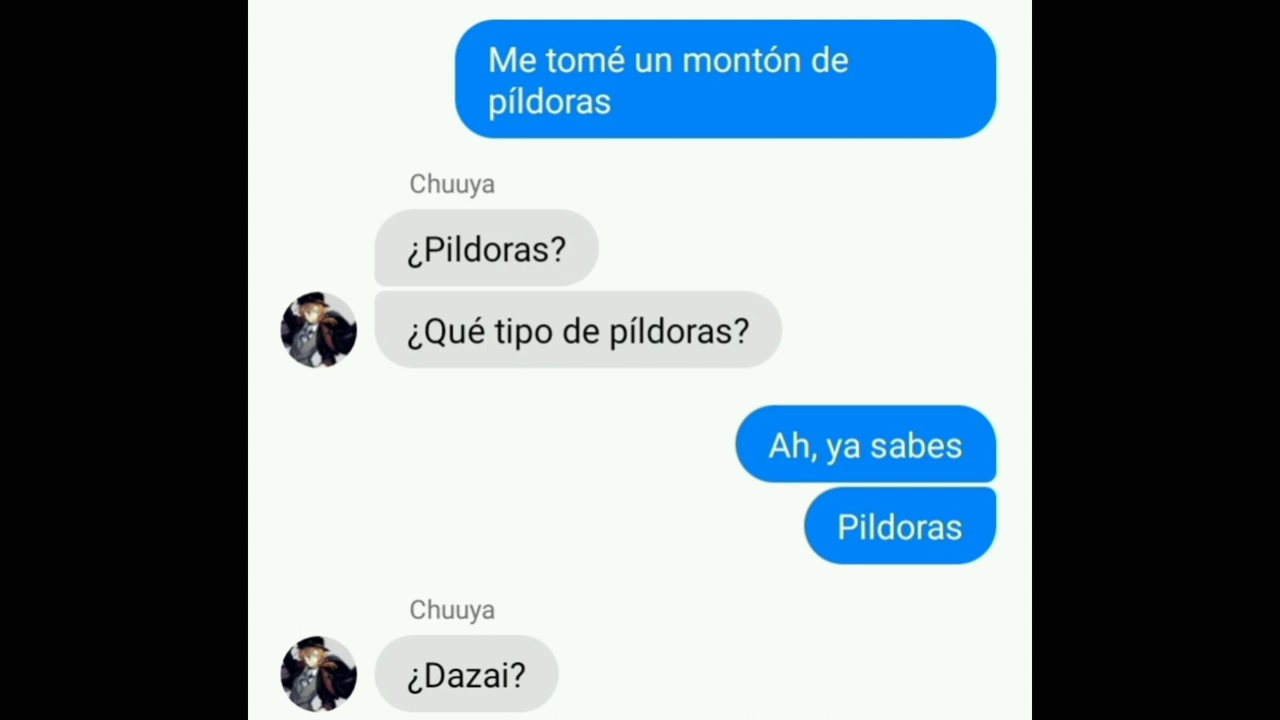 Me tomé un montón de
píldoras
Chuuya
¿Pildoras?
¿Qué tipo de píldoras?
Ah, ya sabes
Pildoras
Chuuya
¿Dazai?